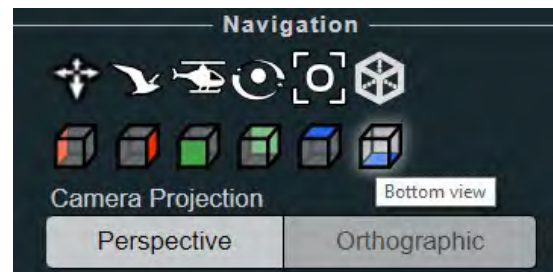 Navigation
Camera Projection
Bottom view
Perspective
Orthographic